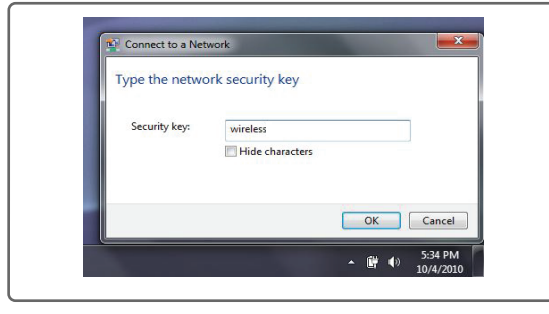 Connect to a Network
Type the network security key
Security key:
wireless
Hide characters
OK Cancel
5:34 PM
10/4/2010